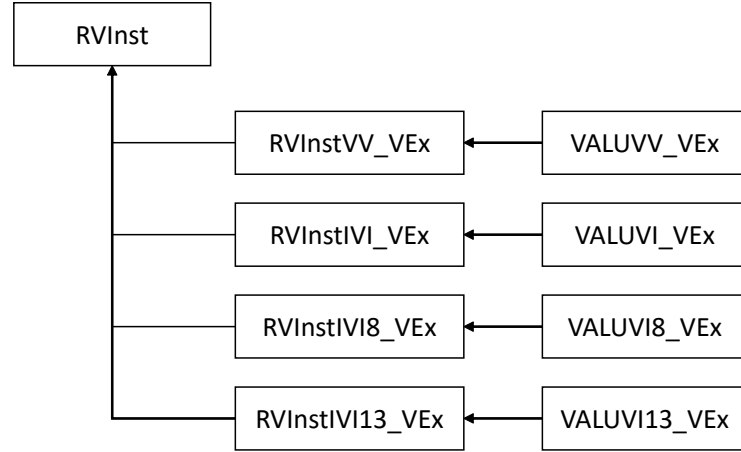 RVInst
RVInstVV_VEx VALUVV_VEx
RVInstIVI_VEx VALUVI_VEx
RVInstIVI8_VEx VALUVI8_VEx
RVInstIVI13_VEx VALUVI13_VEx